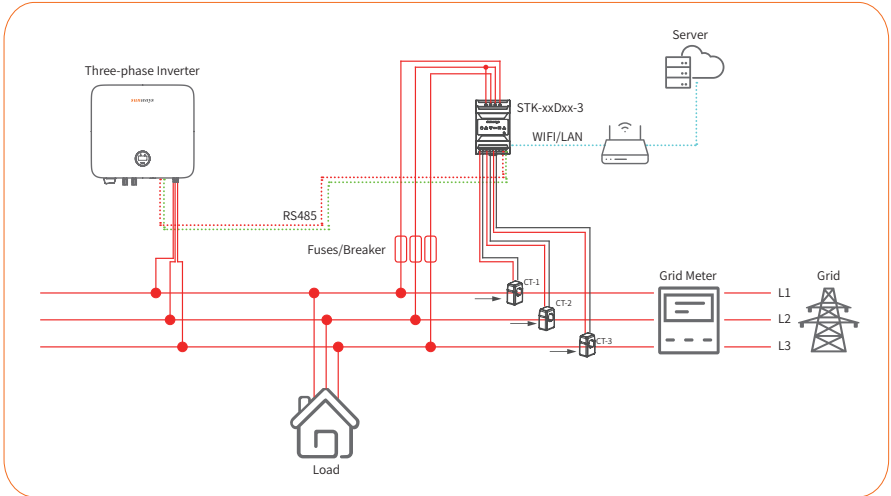 Server
Three-phase Inverter
sunways
STK-xxDxx-3
WIFI/LAN
RS485
Fuses/Breaker
CT-1
CT-2
CT-3
Grid Meter
Grid
L1
L2
L3
Load